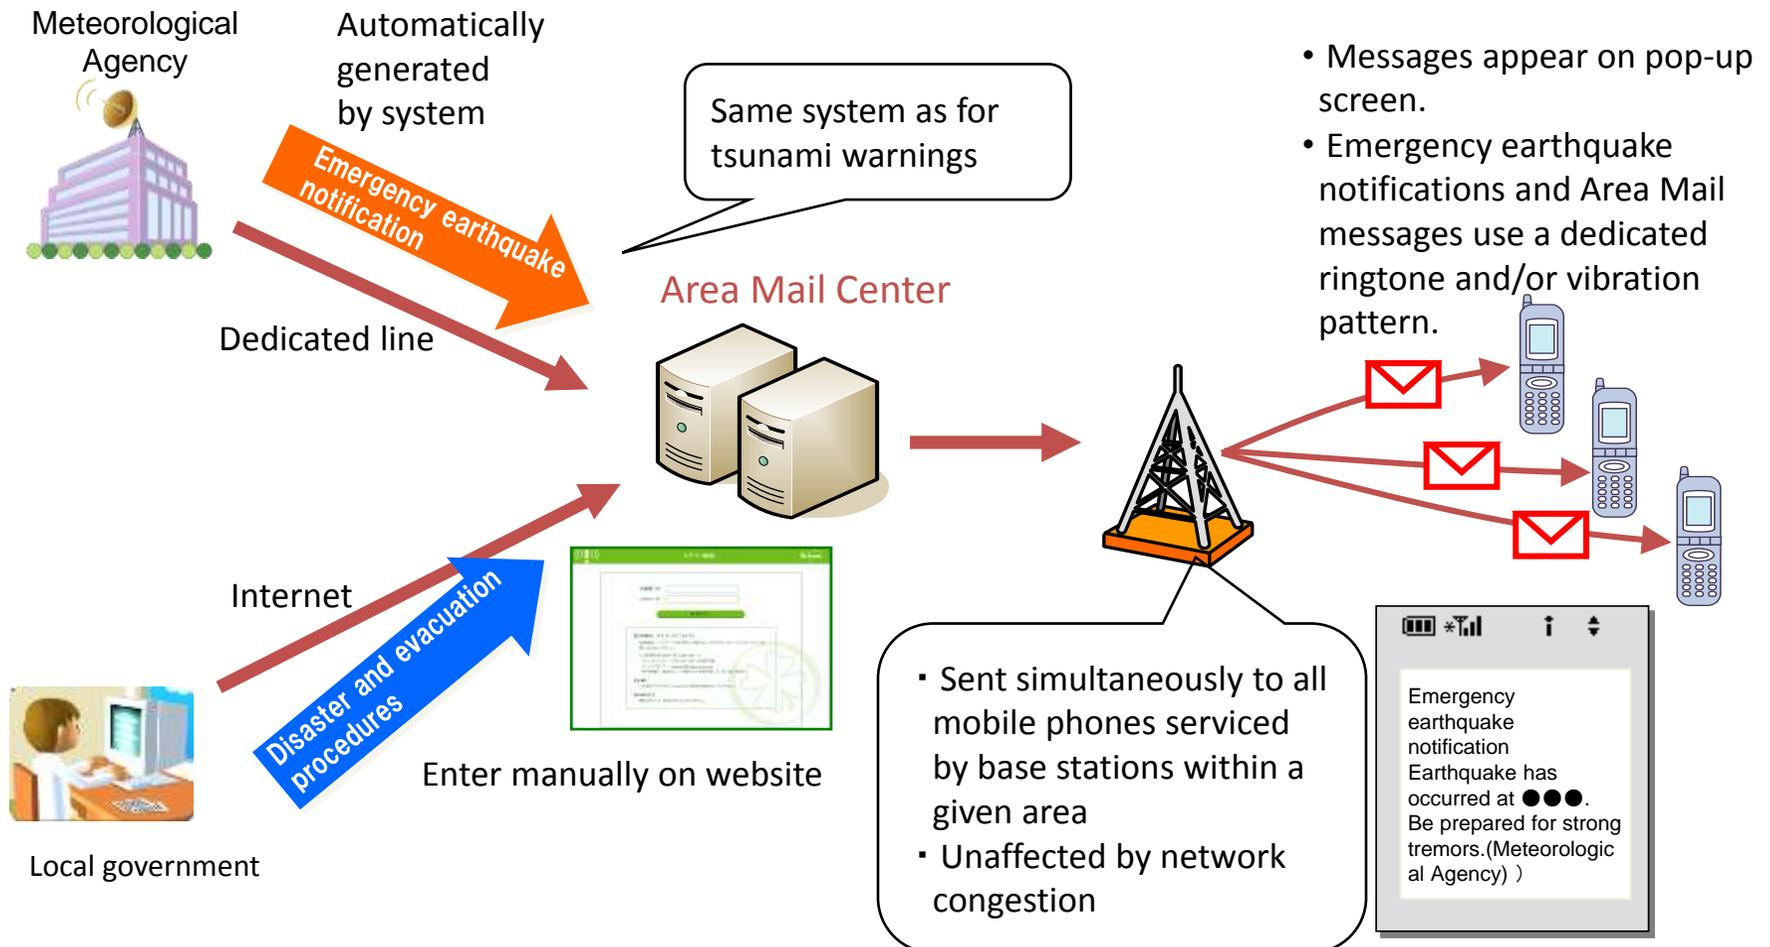 Meteorological
Agency
Automatically
generated
by system
Emergency earthquake
notification
Same system as for
tsunami warnings
• Messages appear on pop-up
screen.
• Emergency earthquake
notifications and Area Mail
messages use a dedicated
ringtone and/or vibration
pattern.
Dedicated line
Area Mail Center
Internet
Disaster and evacuation
procedures
Enter manually on website
Local government
・Sent simultaneously to all
mobile phones serviced
by base stations within a
given area
・Unaffected by network
congestion
Emergency
earthquake
notification
Earthquake has
occurred at ●●●.
Be prepared for strong
tremors.(Meteorologic
al Agency) ）